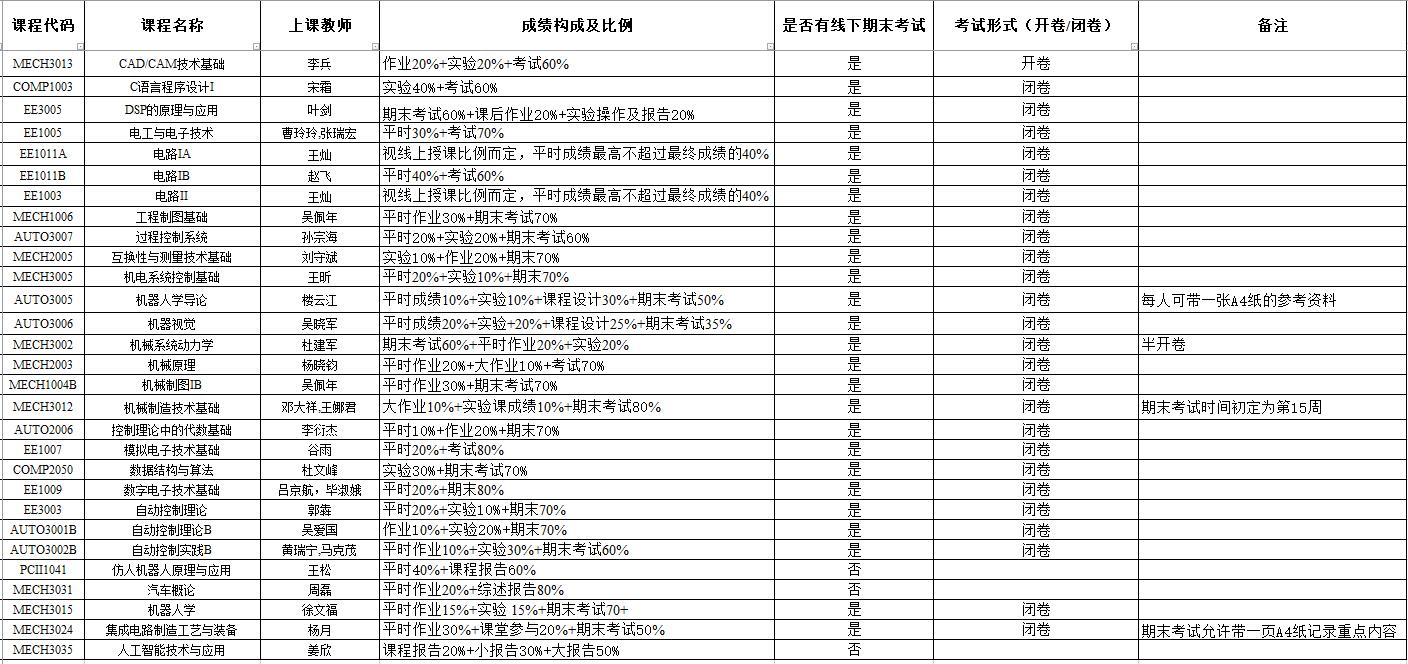 课程代码 课程名称 上课教师 成绩构成及比例 是否有线下期末考试 考试形式（开卷/闭卷） 备注
MECH3013 CAD/CAM技术基础 李兵 作业20%+实验20%+考试60% 是 开卷
COMP1003 C语言程序设计I 宋霜 实验40%+考试60% 是 闭卷
EE3005 DSP的原理与应用 叶剑 期末考试60%+课后作业20%+实验操作及报告20% 是 闭卷
EE1005 电工与电子技术 曹玲玲,张瑞宏 平时30%+考试70% 是 闭卷
EE1011A 电路IA 王灿 视线上授课比例而定，平时成绩最高不超过最终成绩的40% 是 闭卷
EE1011B 电路IB 赵飞 平时40%+考试60% 是 闭卷
EE1003 电路II 王灿 视线上授课比例而定，平时成绩最高不超过最终成绩的40% 是 闭卷
MECH1006 工程制图基础 吴佩年 平时作业30%+期末考试70% 是 闭卷
AUTO3007 过程控制系统 孙宗海 平时20%+实验20%+期末考试60% 是 闭卷
MECH2005 互换性与测量技术基础 刘守斌 实验10%+作业20%+期末70% 是 闭卷
MECH3005 机电系统控制基础 王昕 平时20%+实验10%+期末70% 是 闭卷
AUTO3005 机器人学导论 楼云江 平时成绩10%+实验10%+课程设计30%+期末考试50% 是 闭卷 每人可带一张A4纸的参考资料
AUTO3006 机器视觉 吴晓军 平时成绩20%+实验+20%+课程设计25%+期末考试35% 是 闭卷
MECH3002 机械系统动力学 杜建军 期末考试60%+平时作业20%+实验20% 是 闭卷 半开卷
MECH2003 机械原理 杨晓钧 平时作业20%+大作业10%+考试70% 是 闭卷
MECH1004B 机械制图IB 吴佩年 平时作业30%+期末考试70% 是 闭卷
MECH3012 机械制造技术基础 邓大祥,王娜君 大作业10%+实验课成绩10%+期末考试80% 是 闭卷 期末考试时间初定为第15周
AUTO2006 控制理论中的代数基础 李衍杰 平时10%+作业20%+期末70% 是 闭卷
EE1007 模拟电子技术基础 谷雨 平时20%+考试80% 是 闭卷
COMP2050 数据结构与算法 杜文峰 实验30%+期末考试70% 是 闭卷
EE1009 数字电子技术基础 吕京航，毕淑娥 平时20%+期末80% 是 闭卷
EE3003 自动控制理论 郭犇 平时20%+实验10%+期末70% 是 闭卷
AUTO3001B 自动控制理论B 吴爱国 作业10%+实验20%+期末70% 是 闭卷
AUTO3002B 自动控制实践B 黄瑞宁,马克茂 平时作业10%+实验30%+期末考试60% 是 闭卷
PCII1041 仿人机器人原理与应用 王松 平时40%+课程报告60% 否
MECH3031 汽车概论 周磊 平时作业20%+综述报告80% 否
MECH3015 机器人学 徐文福 平时作业15%+实验 15%+期末考试70+ 是 闭卷
MECH3024 集成电路制造工艺与装备 杨月 平时作业30%+课堂参与20%+期末考试50% 是 闭卷 期末考试允许带一页A4纸记录重点内容
MECH3035 人工智能技术与应用 姜欣 课程报告20%+小报告30%+大报告50% 否